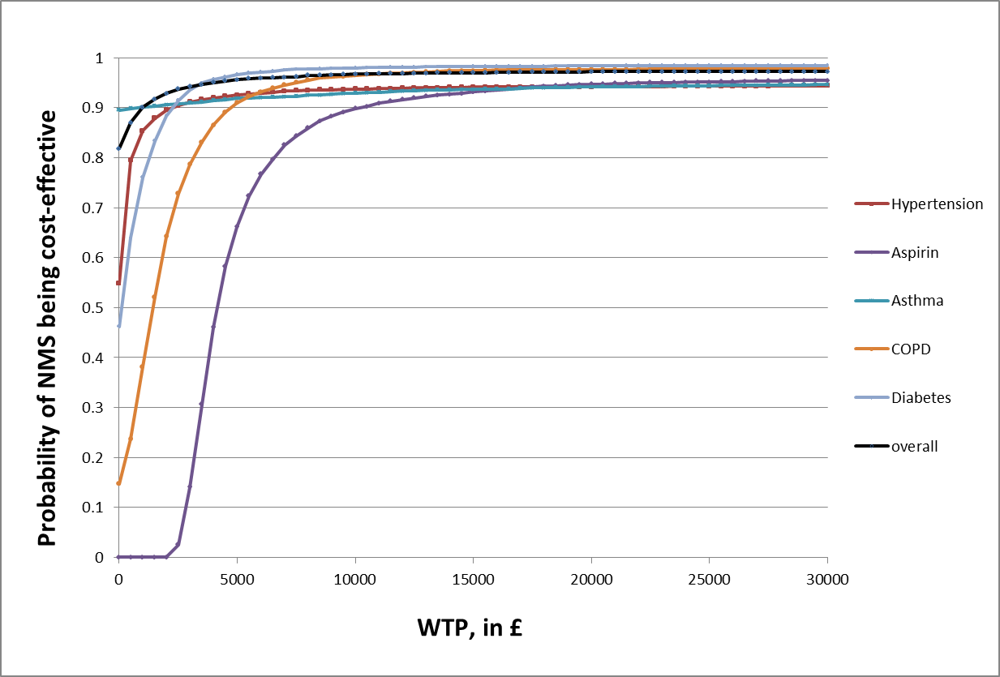 Probability of NMS being cost-effective
1
0.9
0.8
0.7
0.6
0.5
0.4
0.3
0.2
0.1
0
0 5000 10000 15000 20000 25000 30000
WTP, in £
Hypertension
Aspirin
Asthma
COPD
Diabetes
overall